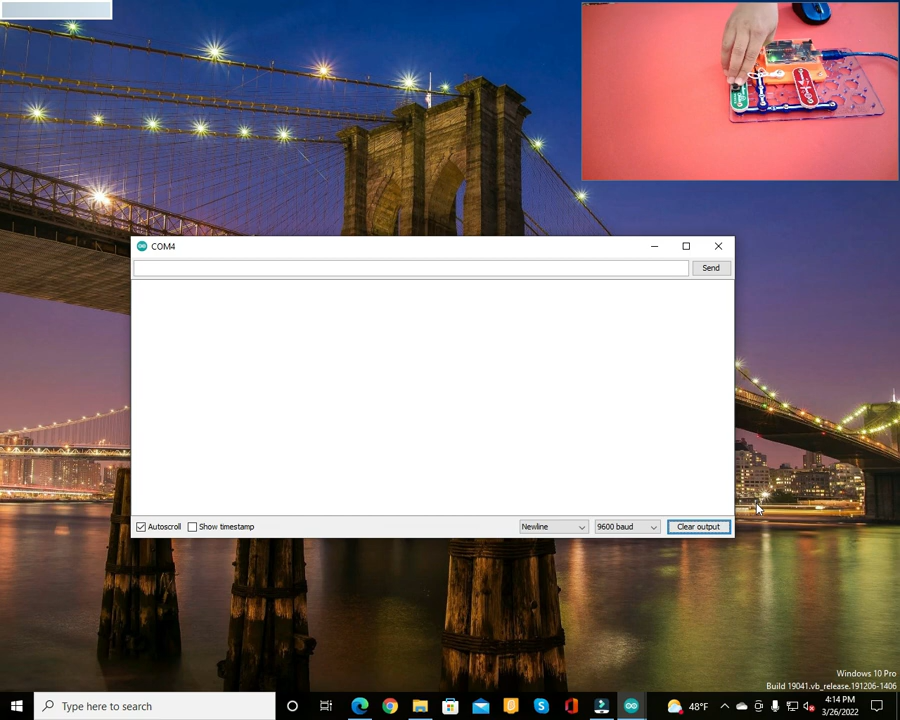 COM4
Send
Autoscroll
Show timestamp
Newline
9600 baud
Clear output
Windows 10 Pro
Build 19041.vb_release.191206-1406
Type here to search
48°F
4:14 PM
3/26/2022